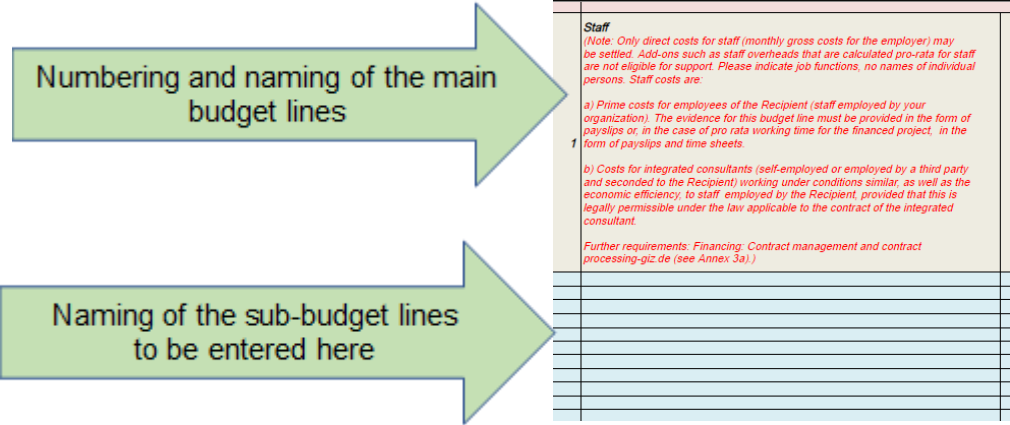 Numbering and naming of the main
budget lines
Staff
(Note: Only direct costs for staff (monthly gross costs for the employer) may
be settled. Add-ons such as staff overheads that are calculated pro-rata for staff
are not eligible for support. Please indicate job functions, no names of individual
persons. Staff costs are:
a) Prime costs for employees of the Recipient (staff employed by your
organization). The evidence for this budget line must be provided in the form of
payslips or, in the case of pro rata working time for the financed project, in the
1 form of payslips and time sheets.
b) Costs for integrated consultants (self-employed or employed by a third party
and seconded to the Recipient) working under conditions similar, as well as the
economic efficiency, to staff employed by the Recipient, provided that this is
legally permissible under the law applicable to the contract of the integrated
consultant.
Further requirements: Financing: Contract management and contract
processing-giz.de (see Annex 3a).)
Naming of the sub-budget lines
to be entered here